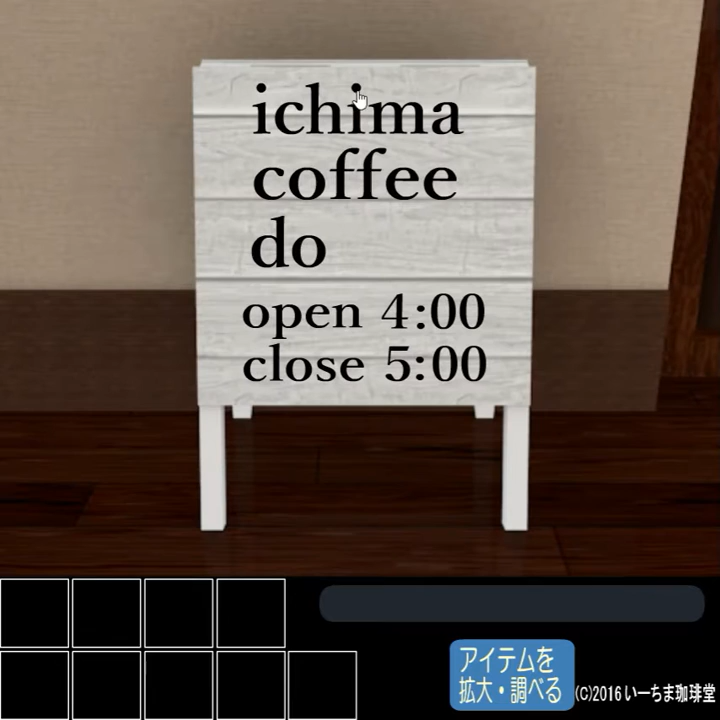 ichima
coffee
do
open 4:00
close 5:00
アイテムを
拡大・調べる
(C)2016 いーちま珈琲堂